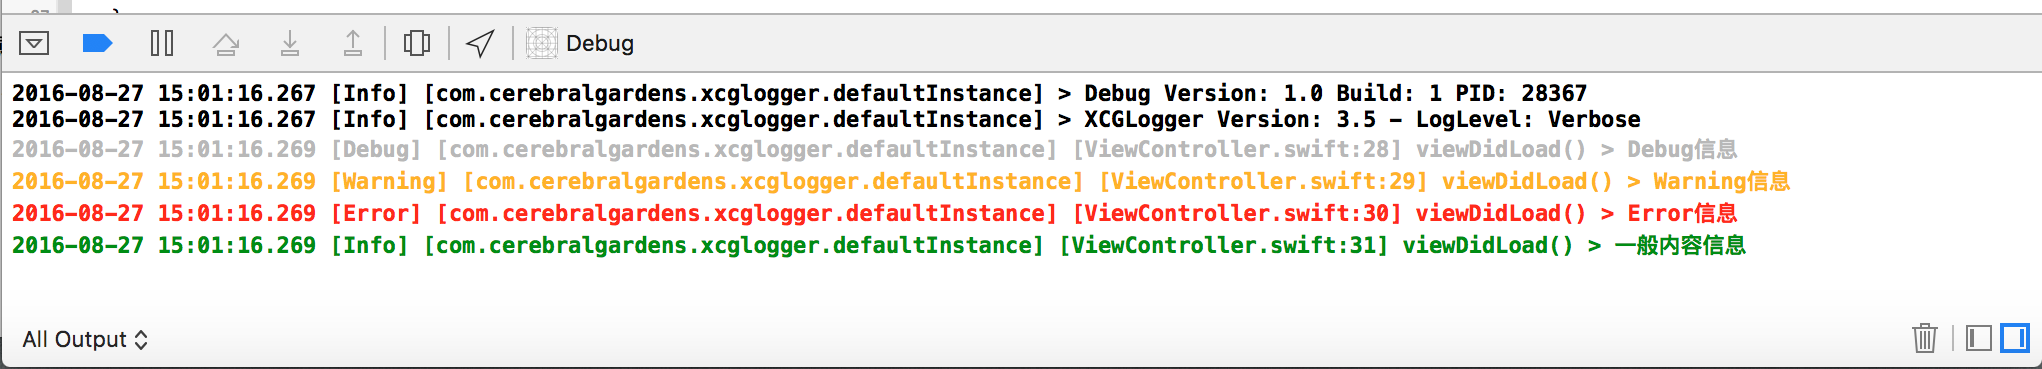 Debug
2016-08-27 15:01:16.267 [Info] [com.cerebralgardens.xcglogger.defaultInstance] > Debug Version: 1.0 Build: 1 PID: 28367
2016-08-27 15:01:16.267 [Info] [com.cerebralgardens.xcglogger.defaultInstance] > XCGLogger Version: 3.5 - LogLevel: Verbose
2016-08-27 15:01:16.269 [Debug] [com.cerebralgardens.xcglogger.defaultInstance] [ViewController.swift:28] viewDidLoad() > Debug信息
2016-08-27 15:01:16.269 [Warning] [com.cerebralgardens.xcglogger.defaultInstance] [ViewController.swift:29] viewDidLoad() > Warning信息
2016-08-27 15:01:16.269 [Error] [com.cerebralgardens.xcglogger.defaultInstance] [ViewController.swift:30] viewDidLoad() > Error信息
2016-08-27 15:01:16.269 [Info] [com.cerebralgardens.xcglogger.defaultInstance] [ViewController.swift:31] viewDidLoad() > 一般内容信息
All Output